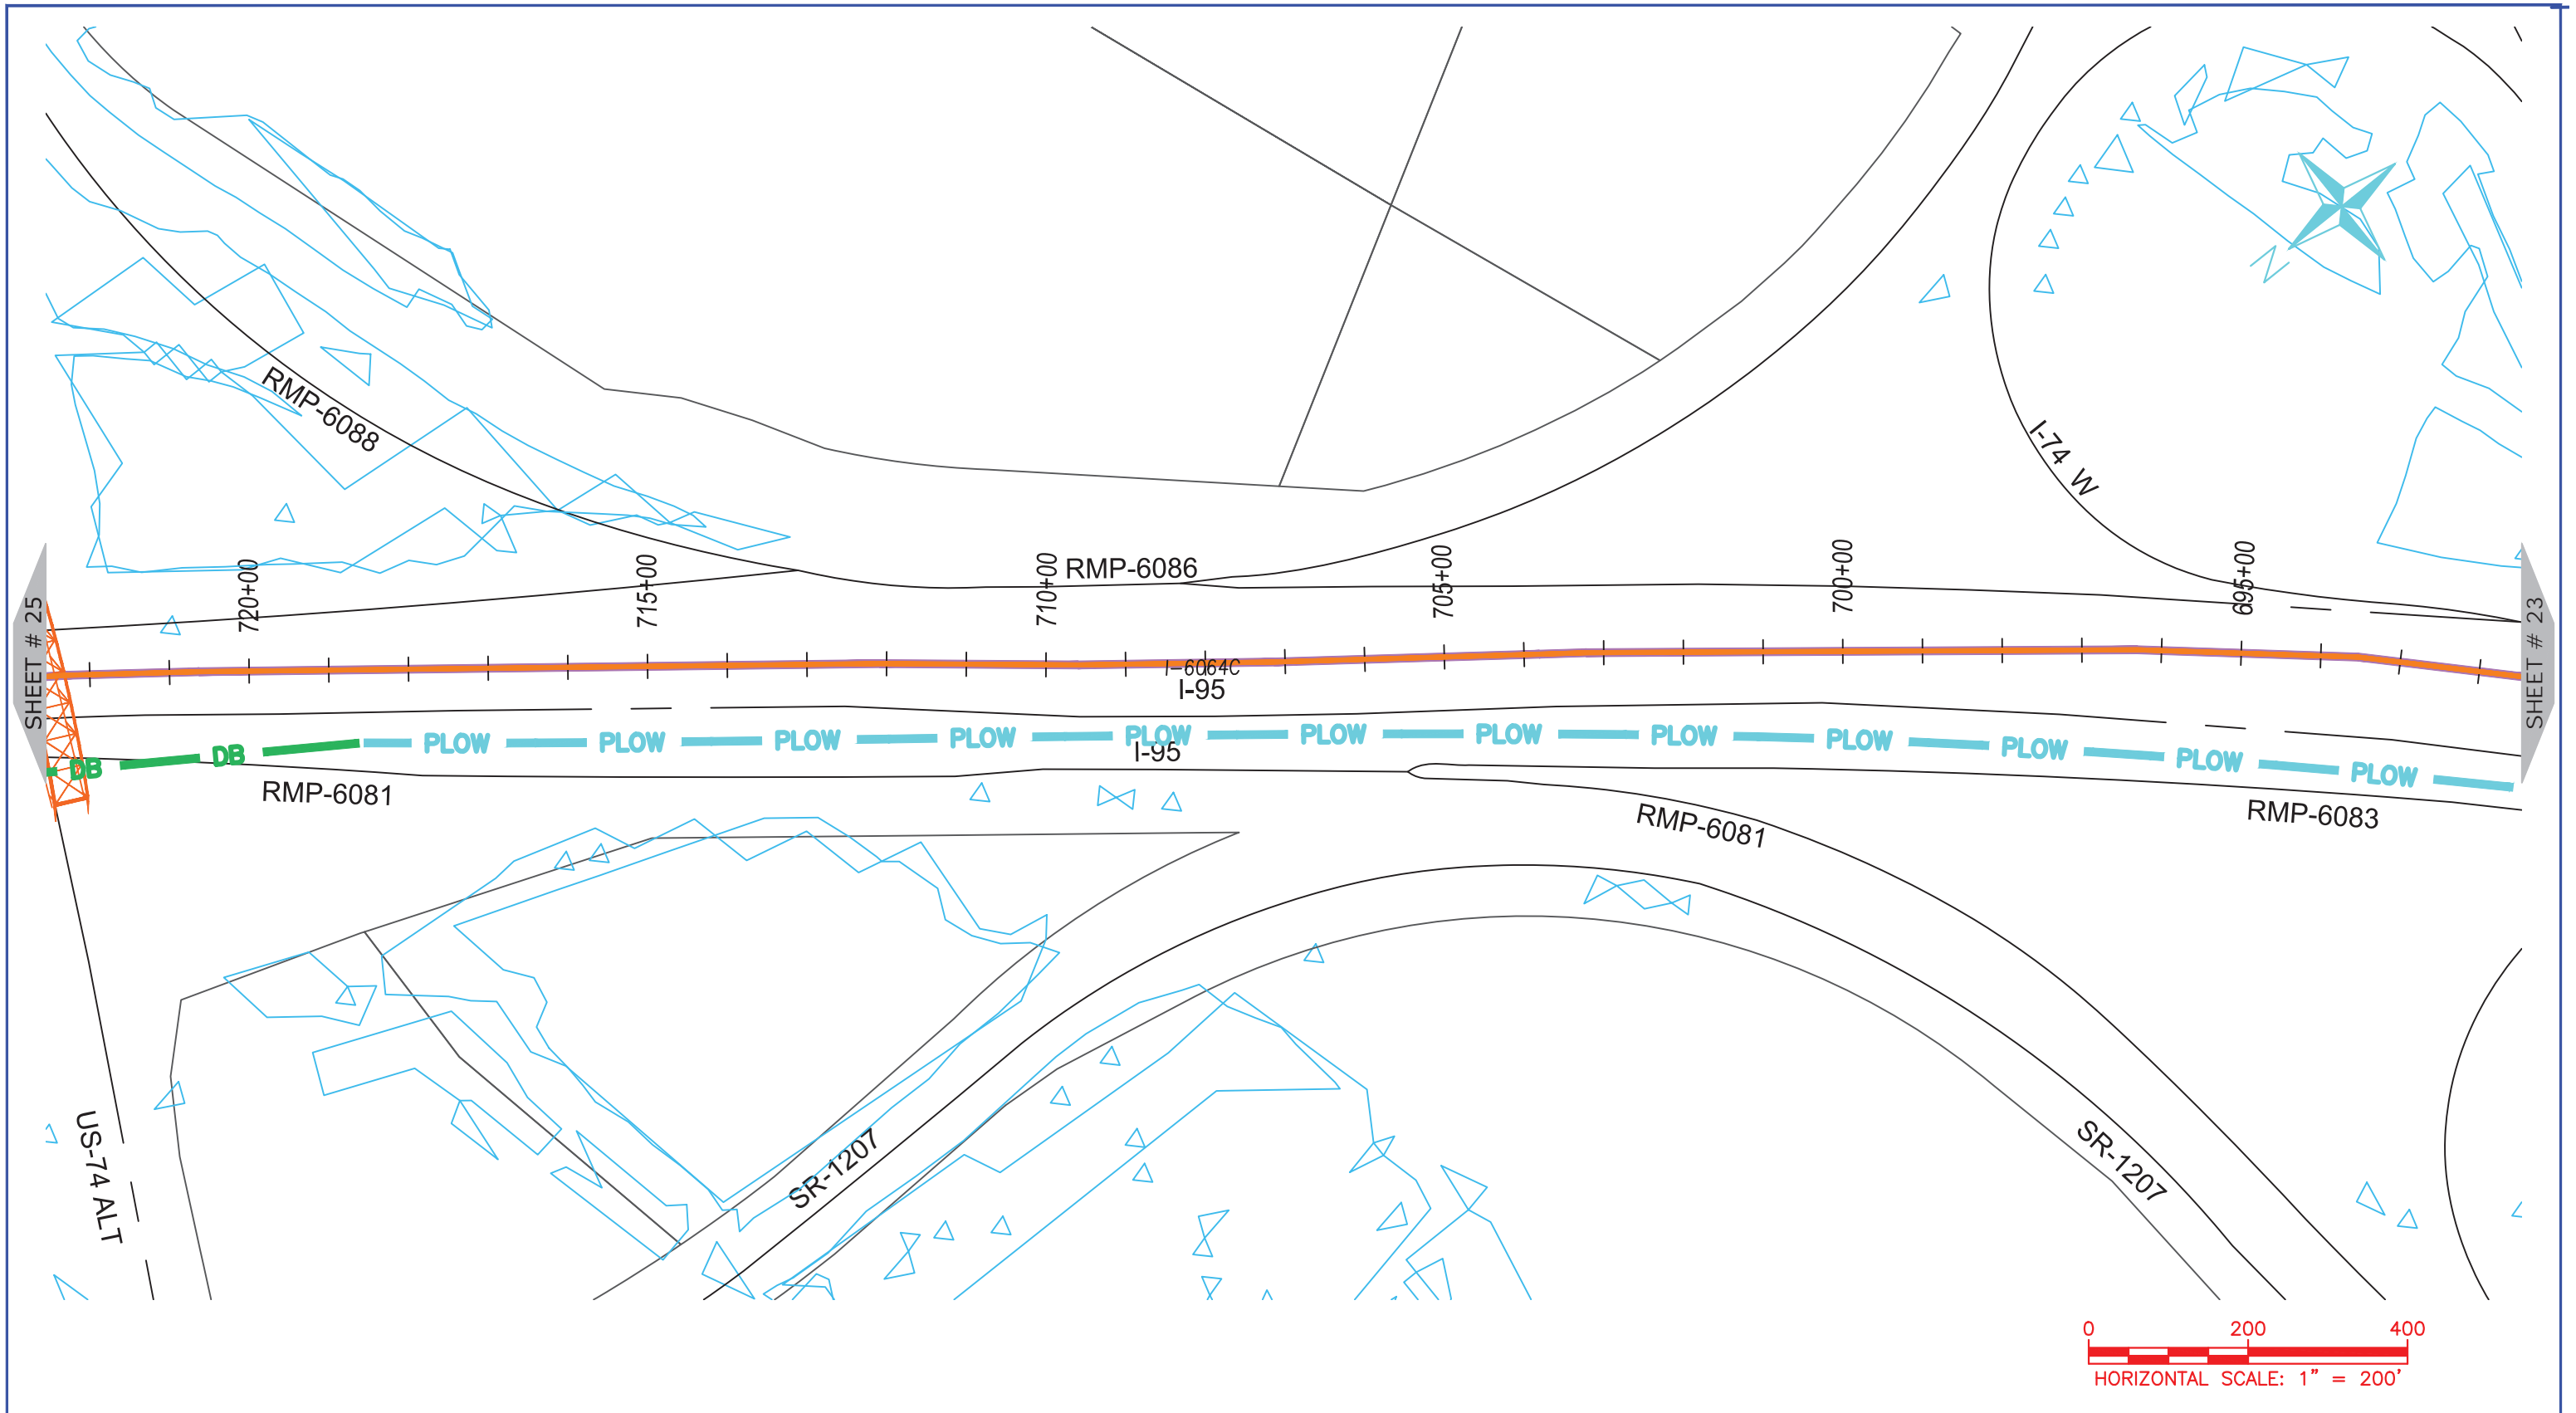 N
RMP-6088
I-74 W
720+00
715+00
710+00
RMP-6086
705+00
700+00
695+00
SHEET # 25
I-6064C
I-95
SHEET # 23
DB
DB
PLOW
PLOW
PLOW
PLOW
PLOW
PLOW
PLOW
PLOW
PLOW
PLOW
PLOW
PLOW
I-95
RMP-6081
RMP-6081
RMP-6083
US-74 ALT
SR-1207
SR-1207
0 200 400
HORIZONTAL SCALE: 1" = 200'